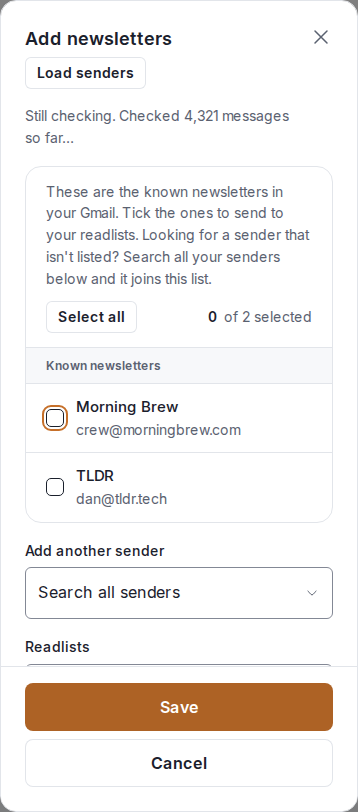 Add newsletters
Load senders
Still checking. Checked 4,321 messages
so far...
These are the known newsletters in
your Gmail. Tick the ones to send to
your readlists. Looking for a sender that
isn't listed? Search all your senders
below and it joins this list.
Select all
0 of 2 selected
Known newsletters
Morning Brew
crew@morningbrew.com
TLDR
dan@tldr.tech
Add another sender
Search all senders
Readlists
Save
Cancel